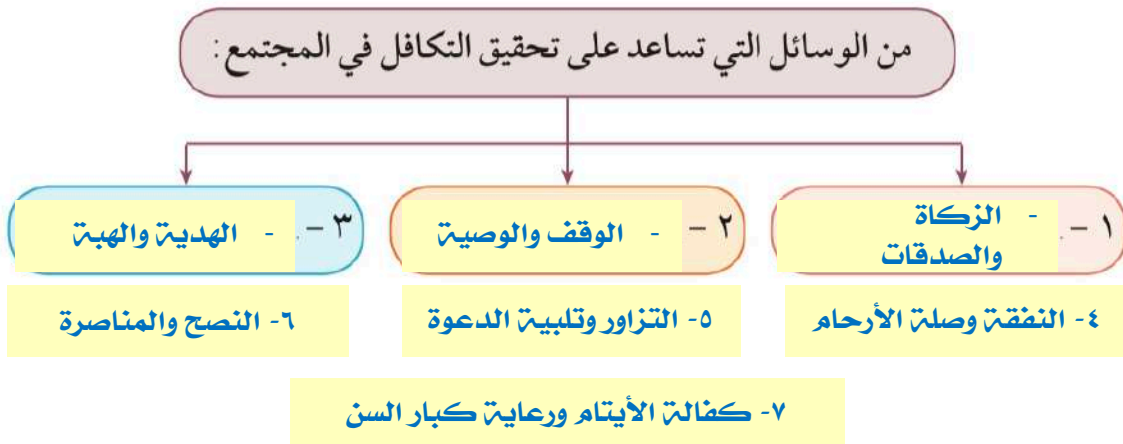 من الوسائل التي تساعد على تحقيق التكافل في المجتمع:
١ - - الزكاة
والصدقات
٢ - - الوقف والوصية
٣ - . - الهدية والهبة
٤- النفقة وصلة الأرحام
٥- التزاور وتلبية الدعوة
٦- النصح والمناصرة
٧- كفالة الأيتام ورعاية كبار السن